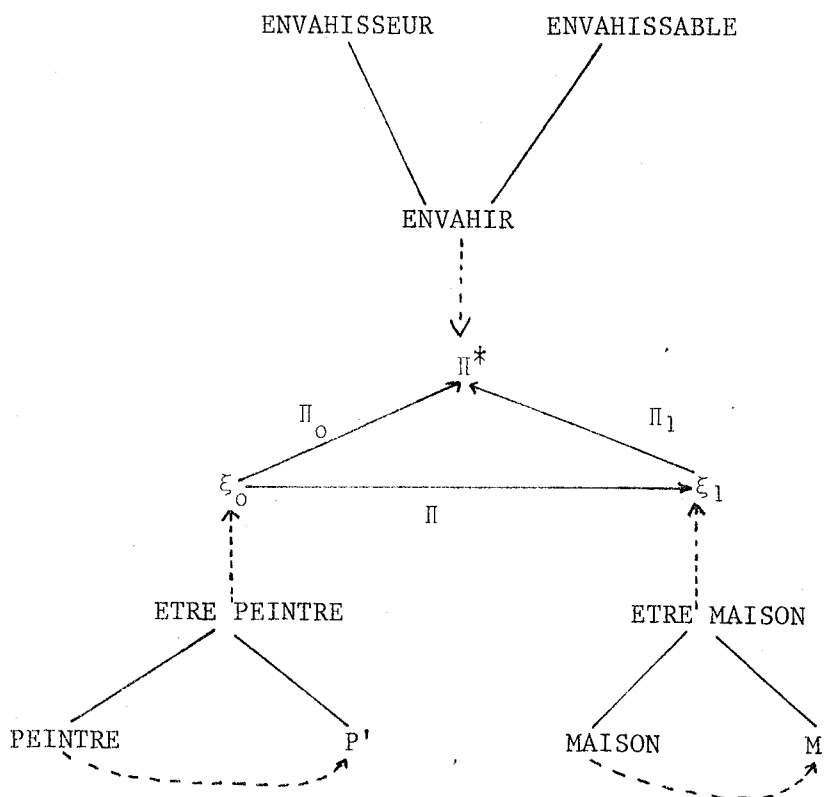 ENVAHISSEUR ENVAHISSABLE
ENVAHIR
Π*
Π₀ Π₁
ξ₀ ξ₁
Π
ETRE PEINTRE ETRE MAISON
PEINTRE P' MAISON M